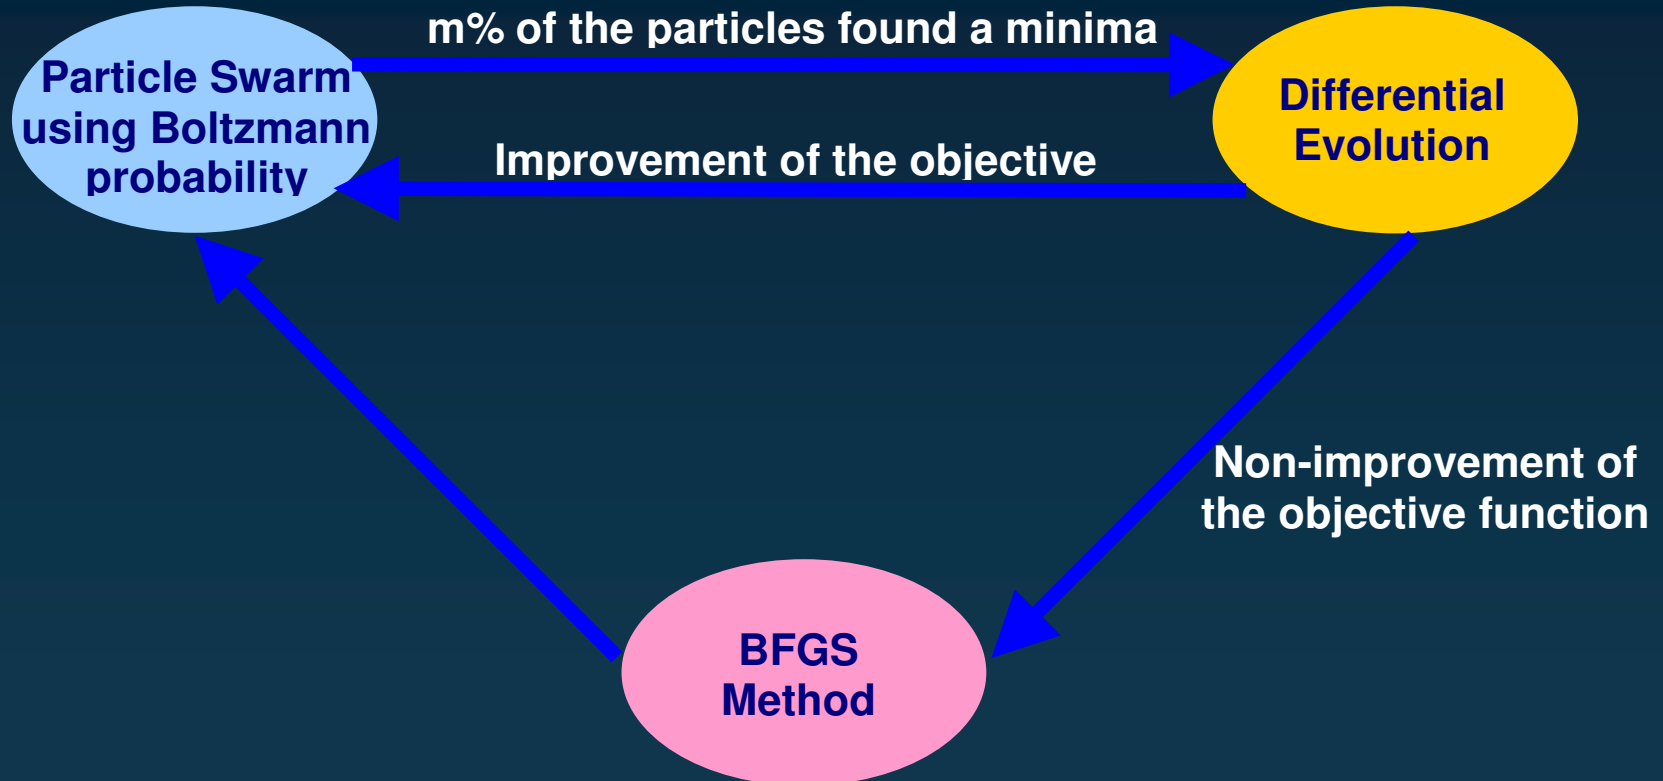 m% of the particles found a minima
Particle Swarm
using Boltzmann
probability
Differential
Evolution
Improvement of the objective
Non-improvement of
the objective function
BFGS
Method